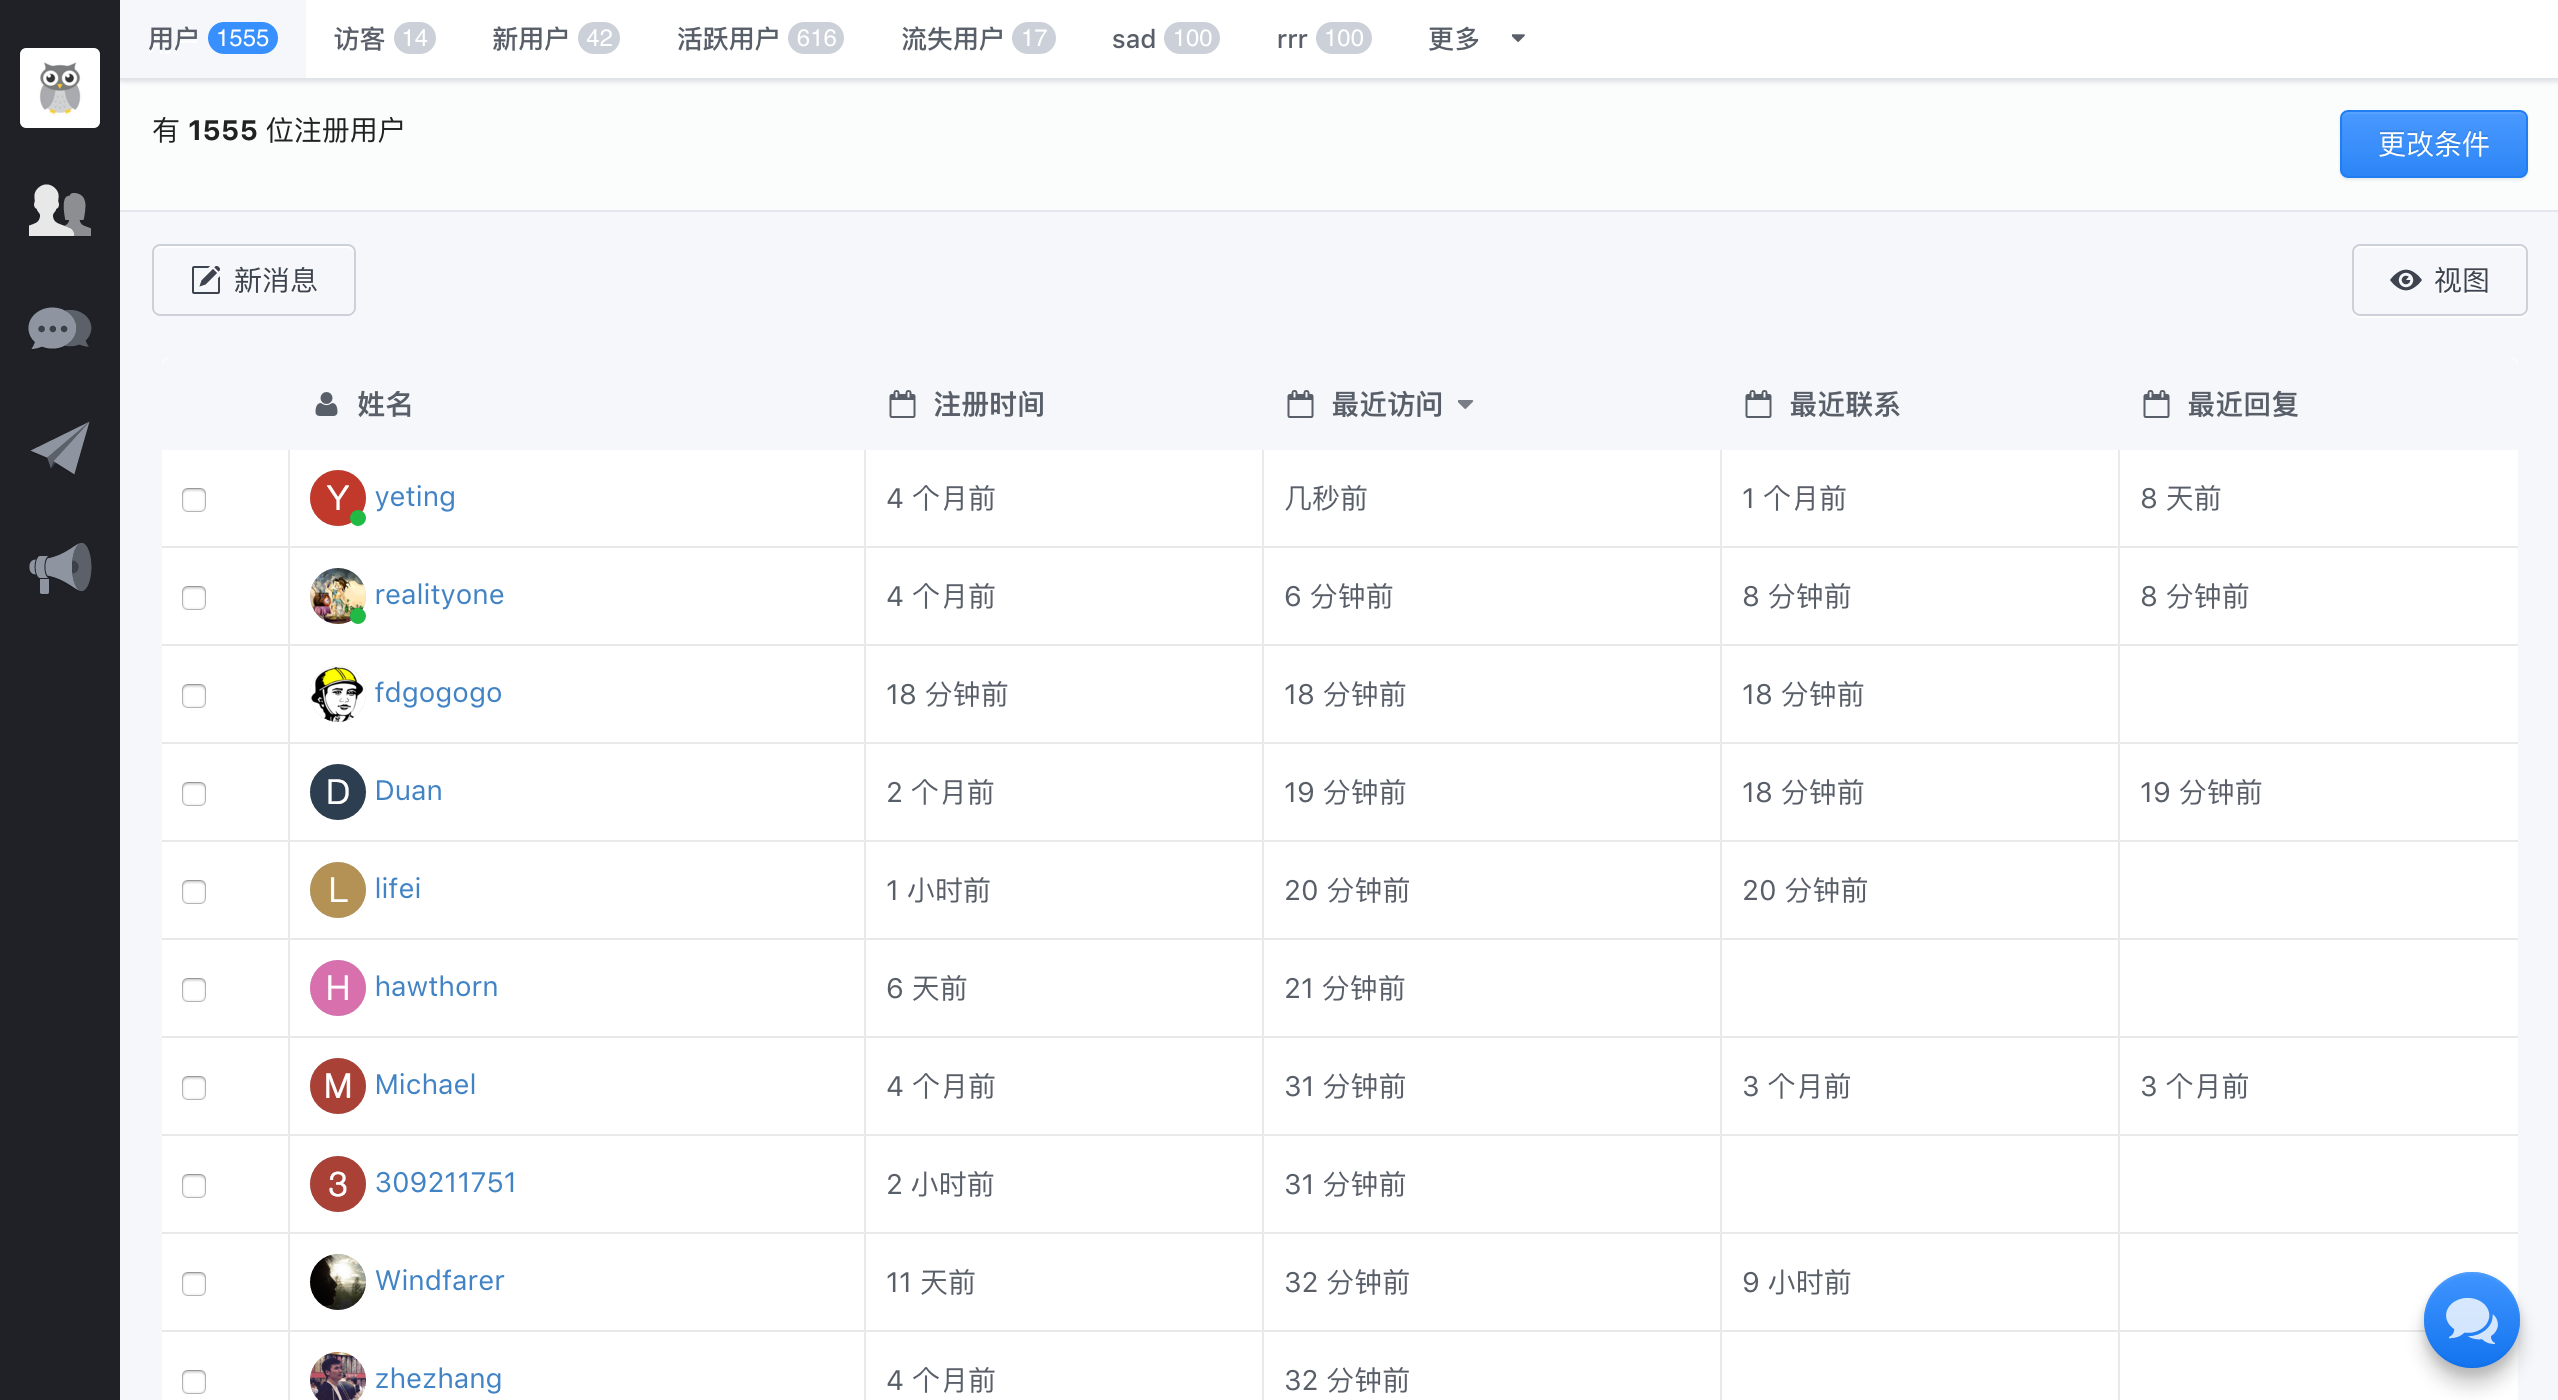 用户 1555 访客 14 新用户 42 活跃用户 616 流失用户 17 sad 100 rrr 100 更多
有 1555 位注册用户
更改条件
新消息
视图
姓名 注册时间 最近访问 最近联系 最近回复
Y yeting 4 个月前 几秒前 1 个月前 8 天前
realityone 4 个月前 6 分钟前 8 分钟前 8 分钟前
fdgogogo 18 分钟前 18 分钟前 18 分钟前
D Duan 2 个月前 19 分钟前 18 分钟前 19 分钟前
L lifei 1 小时前 20 分钟前 20 分钟前
H hawthorn 6 天前 21 分钟前
M Michael 4 个月前 31 分钟前 3 个月前 3 个月前
3 309211751 2 小时前 31 分钟前
Windfarer 11 天前 32 分钟前 9 小时前
zhezhang 4 个月前 32 分钟前